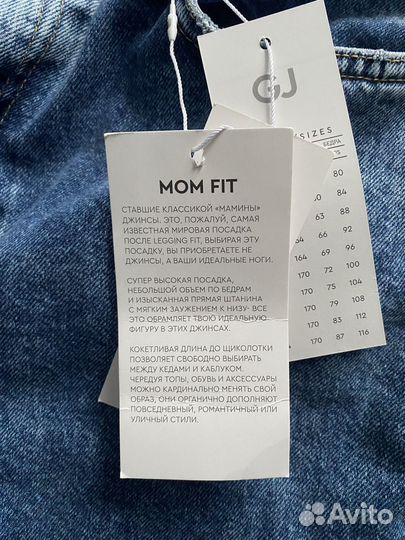 GJ
SIZES
БЕДРА
80
84
88
92
164 69 96
170 72 100
170 75 104
170 79 108
170 83 112
170 87 116
MOM FIT
СТАВШИЕ КЛАССИКОЙ «МАМИНЫ»
ДЖИНСЫ. ЭТО, ПОЖАЛУЙ, САМАЯ
ИЗВЕСТНАЯ МИРОВАЯ ПОСАДКА
ПОСЛЕ LEGGING FIT, ВЫБИРАЯ ЭТУ
ПОСАДКУ, ВЫ ПРИОБРЕТАЕТЕ НЕ
ДЖИНСЫ, А ВАШИ ИДЕАЛЬНЫЕ НОГИ.
СУПЕР ВЫСОКАЯ ПОСАДКА,
НЕБОЛЬШОЙ ОБЪЕМ ПО БЕДРАМ
И ИЗЫСКАННАЯ ПРЯМАЯ ШТАНИНА
С МЯГКИМ ЗАУЖЕНИЕМ К НИЗУ- ВСЕ
ЭТО ОБРАМЛЯЕТ ТВОЮ ИДЕАЛЬНУЮ
ФИГУРУ В ЭТИХ ДЖИНСАХ.
КОКЕТЛИВАЯ ДЛИНА ДО ЩИКОЛОТКИ
ПОЗВОЛЯЕТ СВОБОДНО ВЫБИРАТЬ
МЕЖДУ КЕДАМИ И КАБЛУКОМ.
ЧЕРЕДУЯ ТОПЫ, ОБУВЬ И АКСЕССУАРЫ
МОЖНО КАРДИНАЛЬНО МЕНЯТЬ СВОЙ
ОБРАЗ, ОНИ ОРГАНИЧНО ДОПОЛНЯЮТ
ПОВСЕДНЕВНЫЙ, РОМАНТИЧНЫЙ ИЛИ
УЛИЧНЫЙ СТИЛИ.
Avito